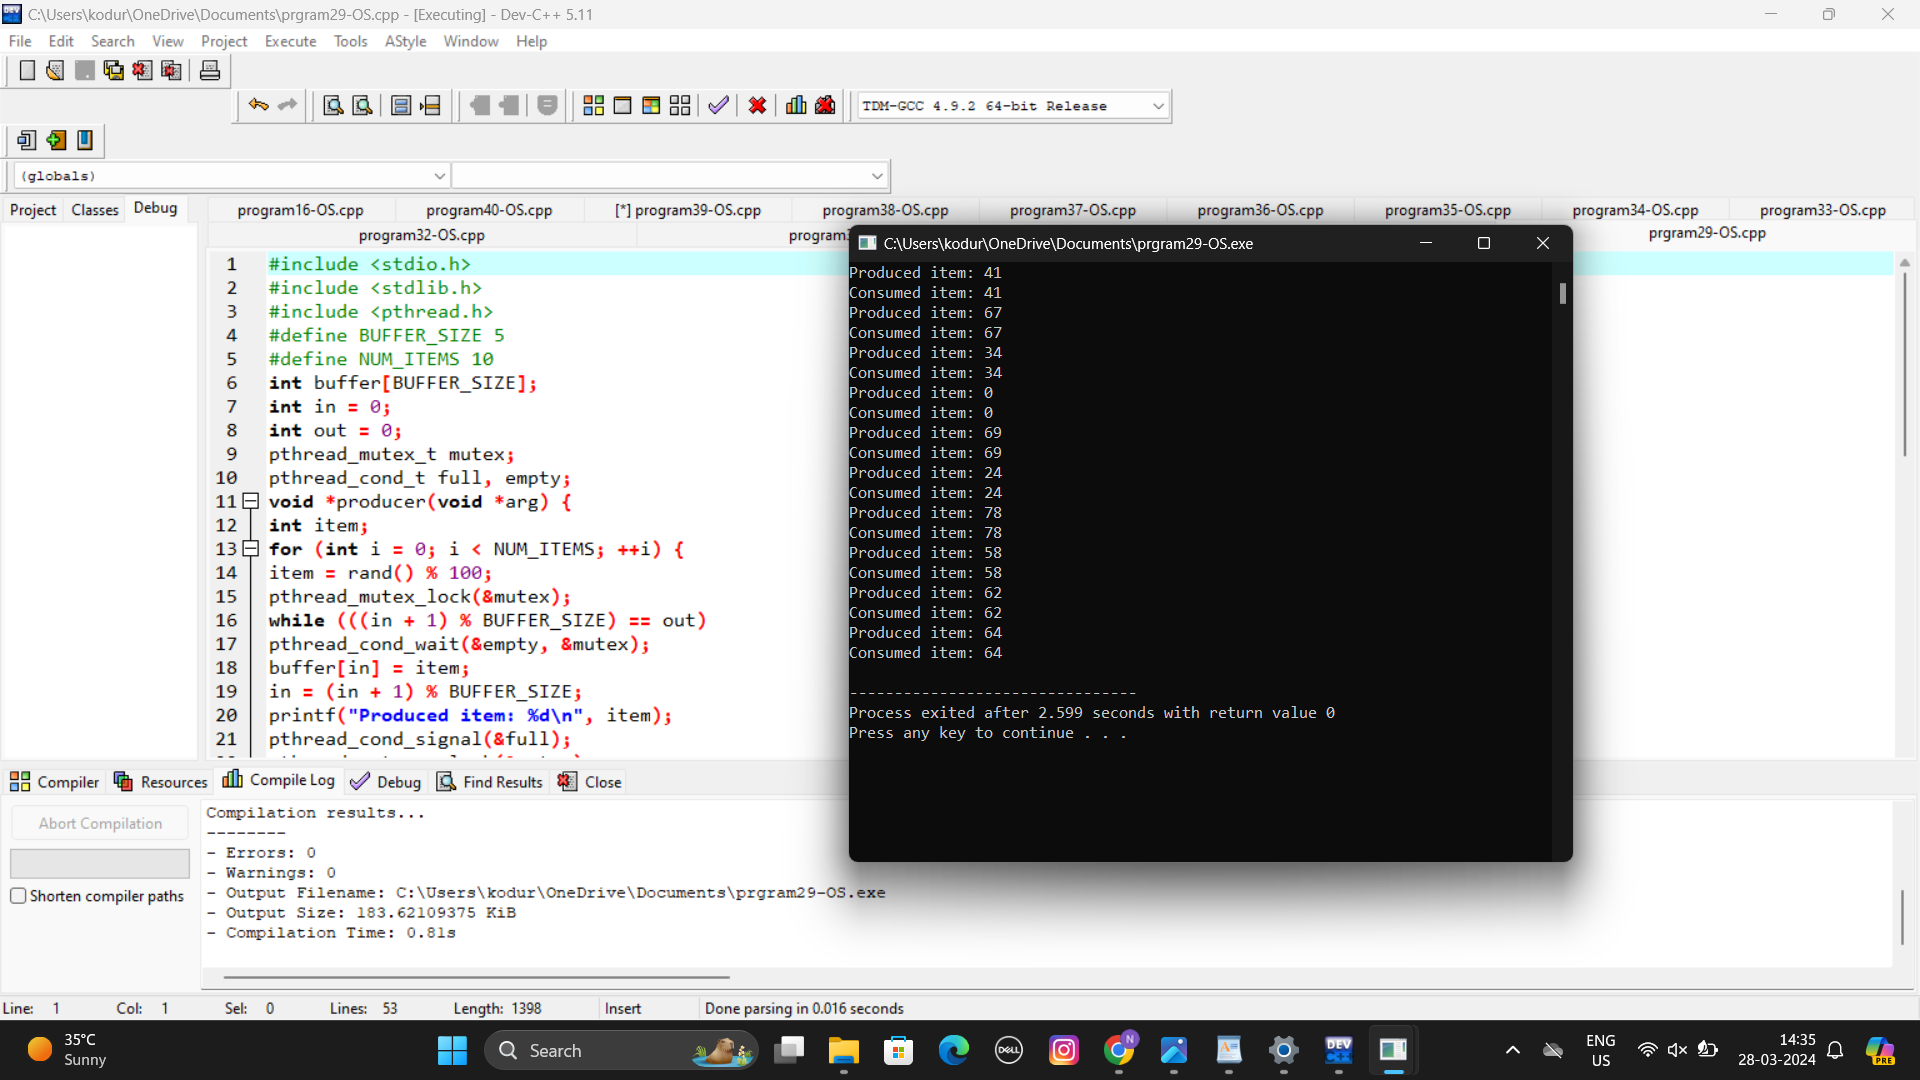 C:\Users\kodur\OneDrive\Documents\prgram29-OS.cpp - [Executing] - Dev-C++ 5.11
File Edit Search View Project Execute Tools AStyle Window Help
TDM-GCC 4.9.2 64-bit Release
(globals)
Project Classes Debug
program16-OS.cpp program40-OS.cpp [*] program39-OS.cpp program38-OS.cpp program37-OS.cpp program36-OS.cpp program35-OS.cpp program34-OS.cpp program33-OS.cpp
program32-OS.cpp prgram29-OS.cpp
1 #include <stdio.h>
2 #include <stdlib.h>
3 #include <pthread.h>
4 #define BUFFER_SIZE 5
5 #define NUM_ITEMS 10
6 int buffer[BUFFER_SIZE];
7 int in = 0;
8 int out = 0;
9 pthread_mutex_t mutex;
10 pthread_cond_t full, empty;
11 void *producer(void *arg) {
12 int item;
13 for (int i = 0; i < NUM_ITEMS; ++i) {
14 item = rand() % 100;
15 pthread_mutex_lock(&mutex);
16 while (((in + 1) % BUFFER_SIZE) == out)
17 pthread_cond_wait(&empty, &mutex);
18 buffer[in] = item;
19 in = (in + 1) % BUFFER_SIZE;
20 printf("Produced item: %d\n", item);
21 pthread_cond_signal(&full);
C:\Users\kodur\OneDrive\Documents\prgram29-OS.exe
Produced item: 41
Consumed item: 41
Produced item: 67
Consumed item: 67
Produced item: 34
Consumed item: 34
Produced item: 0
Consumed item: 0
Produced item: 69
Consumed item: 69
Produced item: 24
Consumed item: 24
Produced item: 78
Consumed item: 78
Produced item: 58
Consumed item: 58
Produced item: 62
Consumed item: 62
Produced item: 64
Consumed item: 64
--------------------------------
Process exited after 2.599 seconds with return value 0
Press any key to continue . . .
Compiler Resources Compile Log Debug Find Results Close
Abort Compilation
Shorten compiler paths
Compilation results...
--------
- Errors: 0
- Warnings: 0
- Output Filename: C:\Users\kodur\OneDrive\Documents\prgram29-OS.exe
- Output Size: 183.62109375 KiB
- Compilation Time: 0.81s
Line: 1 Col: 1 Sel: 0 Lines: 53 Length: 1398 Insert Done parsing in 0.016 seconds
35°C
Sunny
Search
DELL
N
DEV
ENG
US
14:35
28-03-2024
PRE